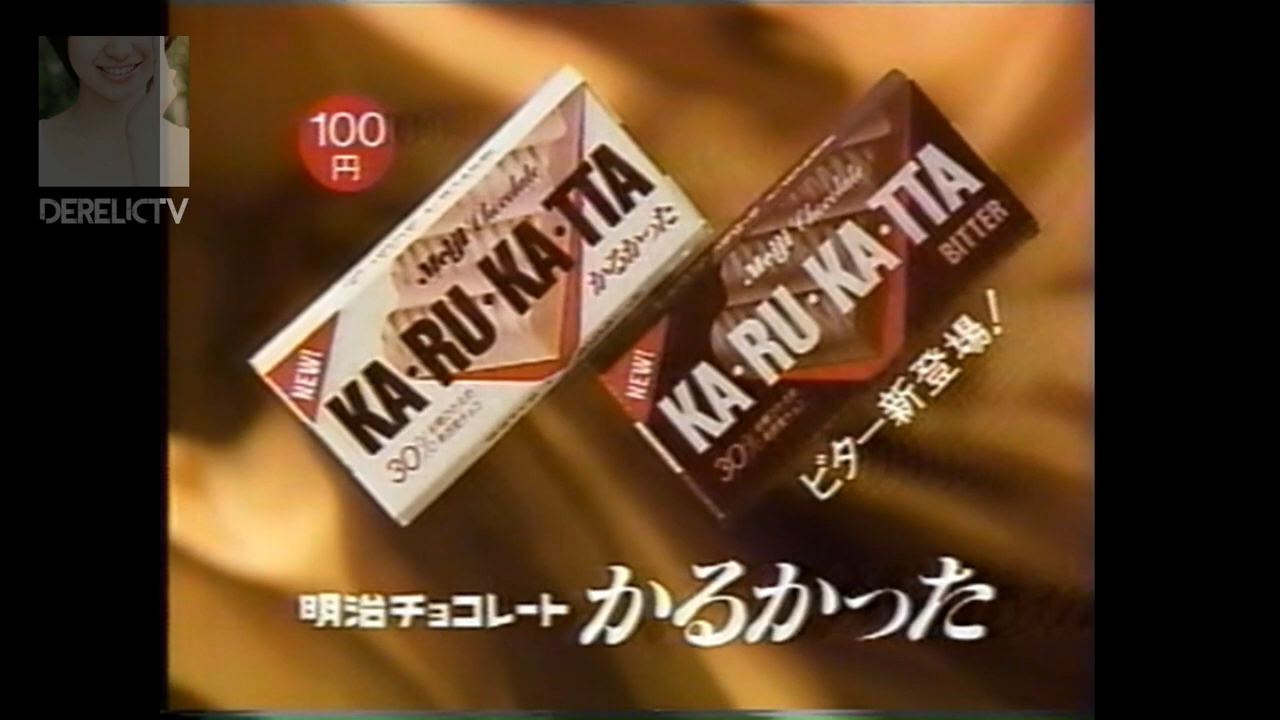 100
円
DERELICTV
Meiji Chocolate
KA・RU・KA・TTA
かるかった
NEW!
30%
Meiji Chocolate
KA・RU・KA・TTA
BITTER
NEW!
30%
ビター新登場!
明治チョコレート かるかった